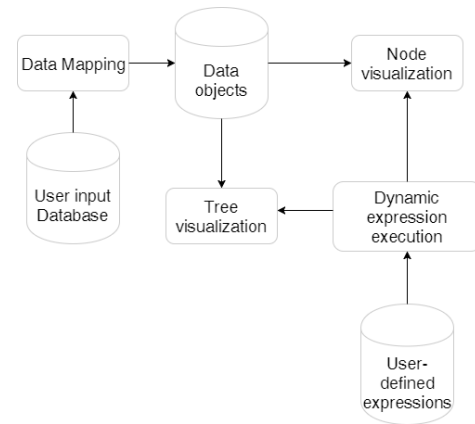 Data Mapping
Data
objects
Node
visualization
User input
Database
Tree
visualization
Dynamic
expression
execution
User-
defined
expressions